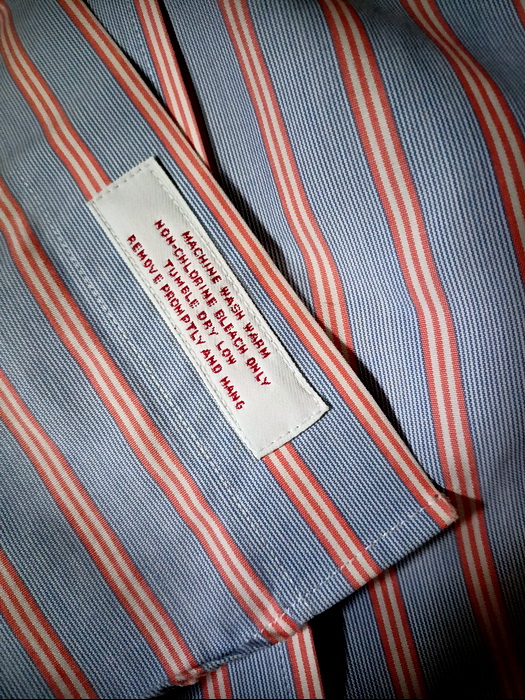 MACHINE WASH WARM
NON-CHLORINE BLEACH ONLY
TUMBLE DRY LOW
REMOVE PROMPTLY AND HANG